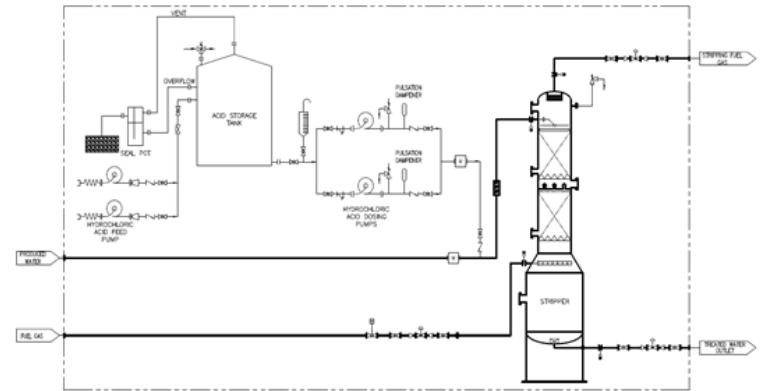 VENT
OVERFLOW
ACID STORAGE
TANK
SEAL POT
PULSATION
DAMPENER
PULSATION
DAMPENER
HYDROCHLORIC
ACID FEED
PUMP
HYDROCHLORIC
ACID DOSING
PUMPS
STRIPPING FUEL
GAS
PRODUCED
WATER
STRIPPER
FUEL GAS
TREATED WATER
OUTLET